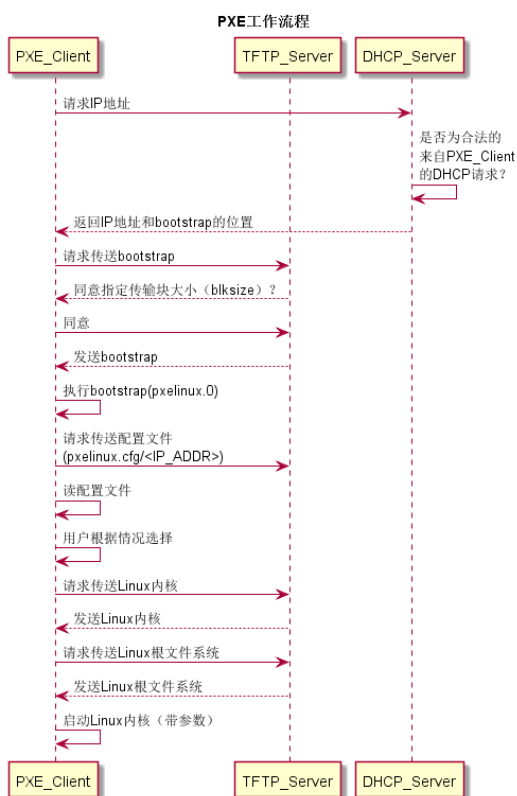 PXE工作流程
PXE_Client
TFTP_Server
DHCP_Server
请求IP地址
是否为合法的
来自PXE_Client
的DHCP请求？
返回IP地址和bootstrap的位置
请求传送bootstrap
同意指定传输块大小（blksize）？
同意
发送bootstrap
执行bootstrap(pxelinux.0)
请求传送配置文件
(pxelinux.cfg/<IP_ADDR>)
读配置文件
用户根据情况选择
请求传送Linux内核
发送Linux内核
请求传送Linux根文件系统
发送Linux根文件系统
启动Linux内核（带参数）
PXE_Client
TFTP_Server
DHCP_Server